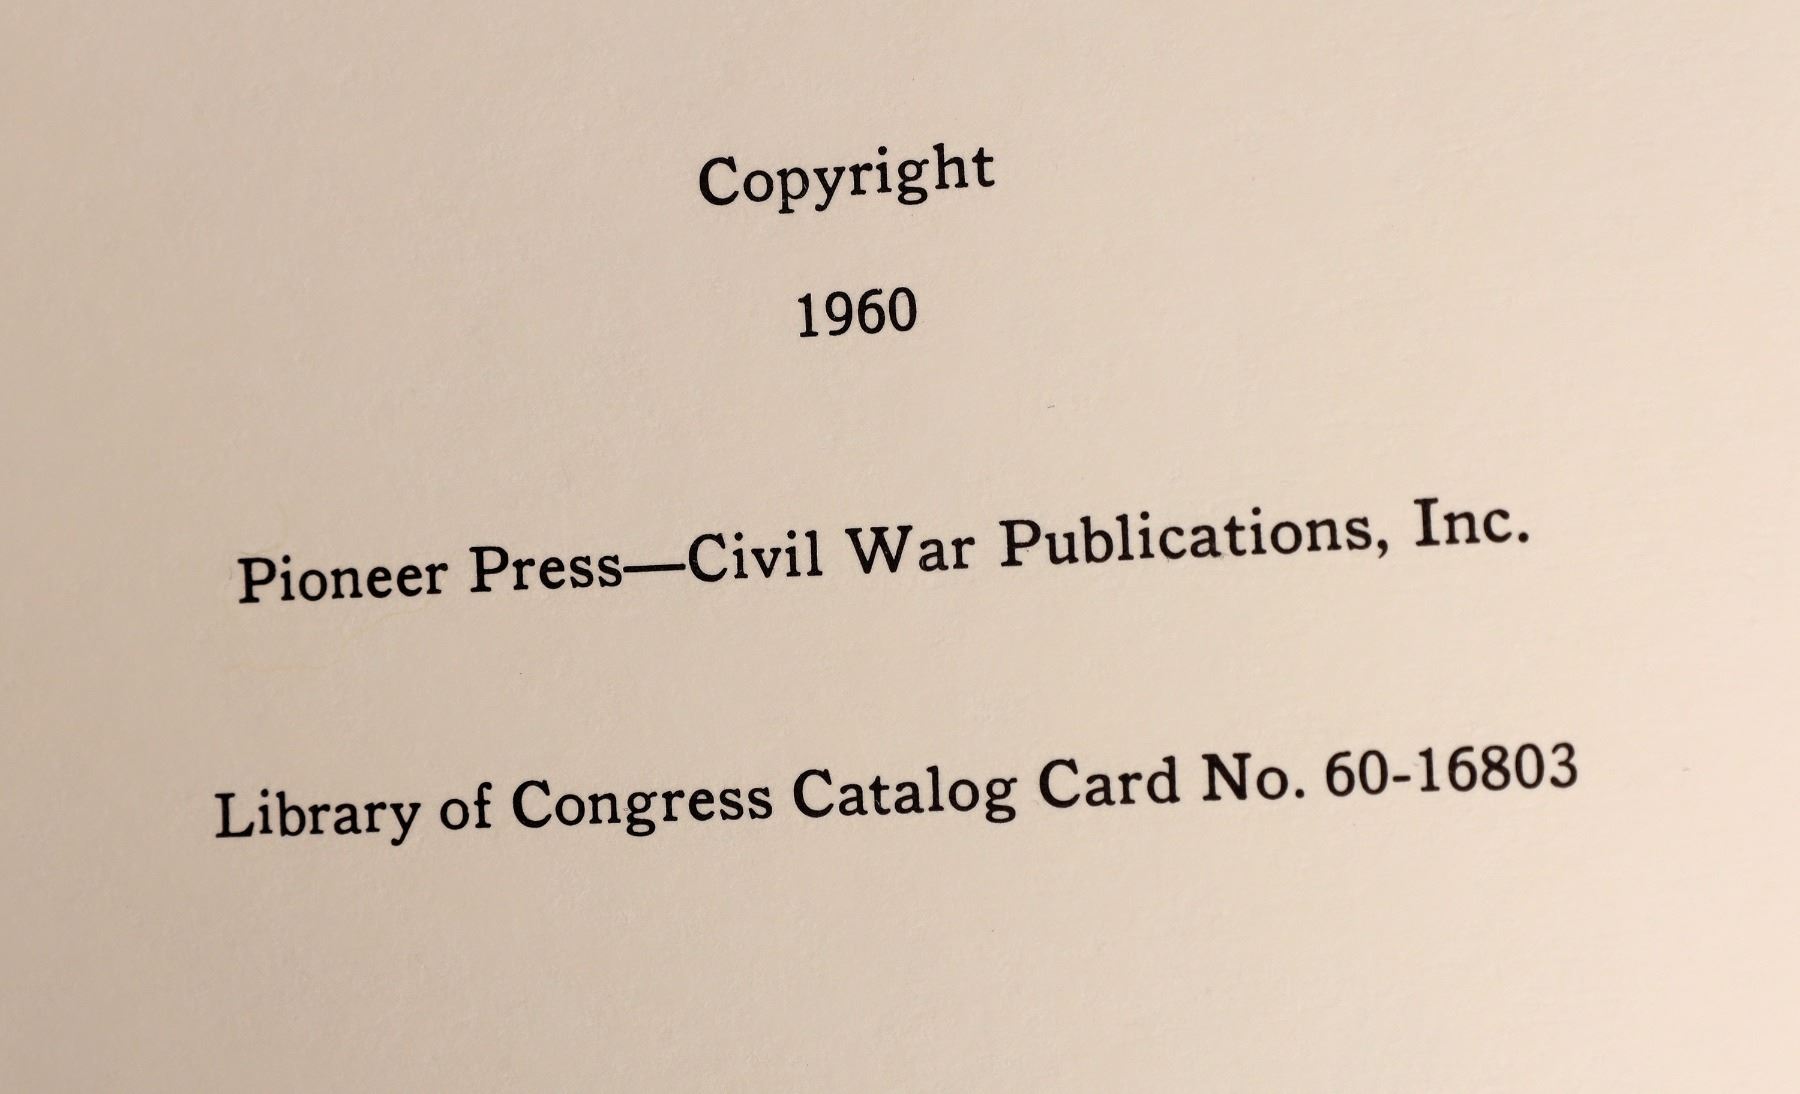 Copyright
1960
Pioneer Press—Civil War Publications, Inc.
Library of Congress Catalog Card No. 60-16803